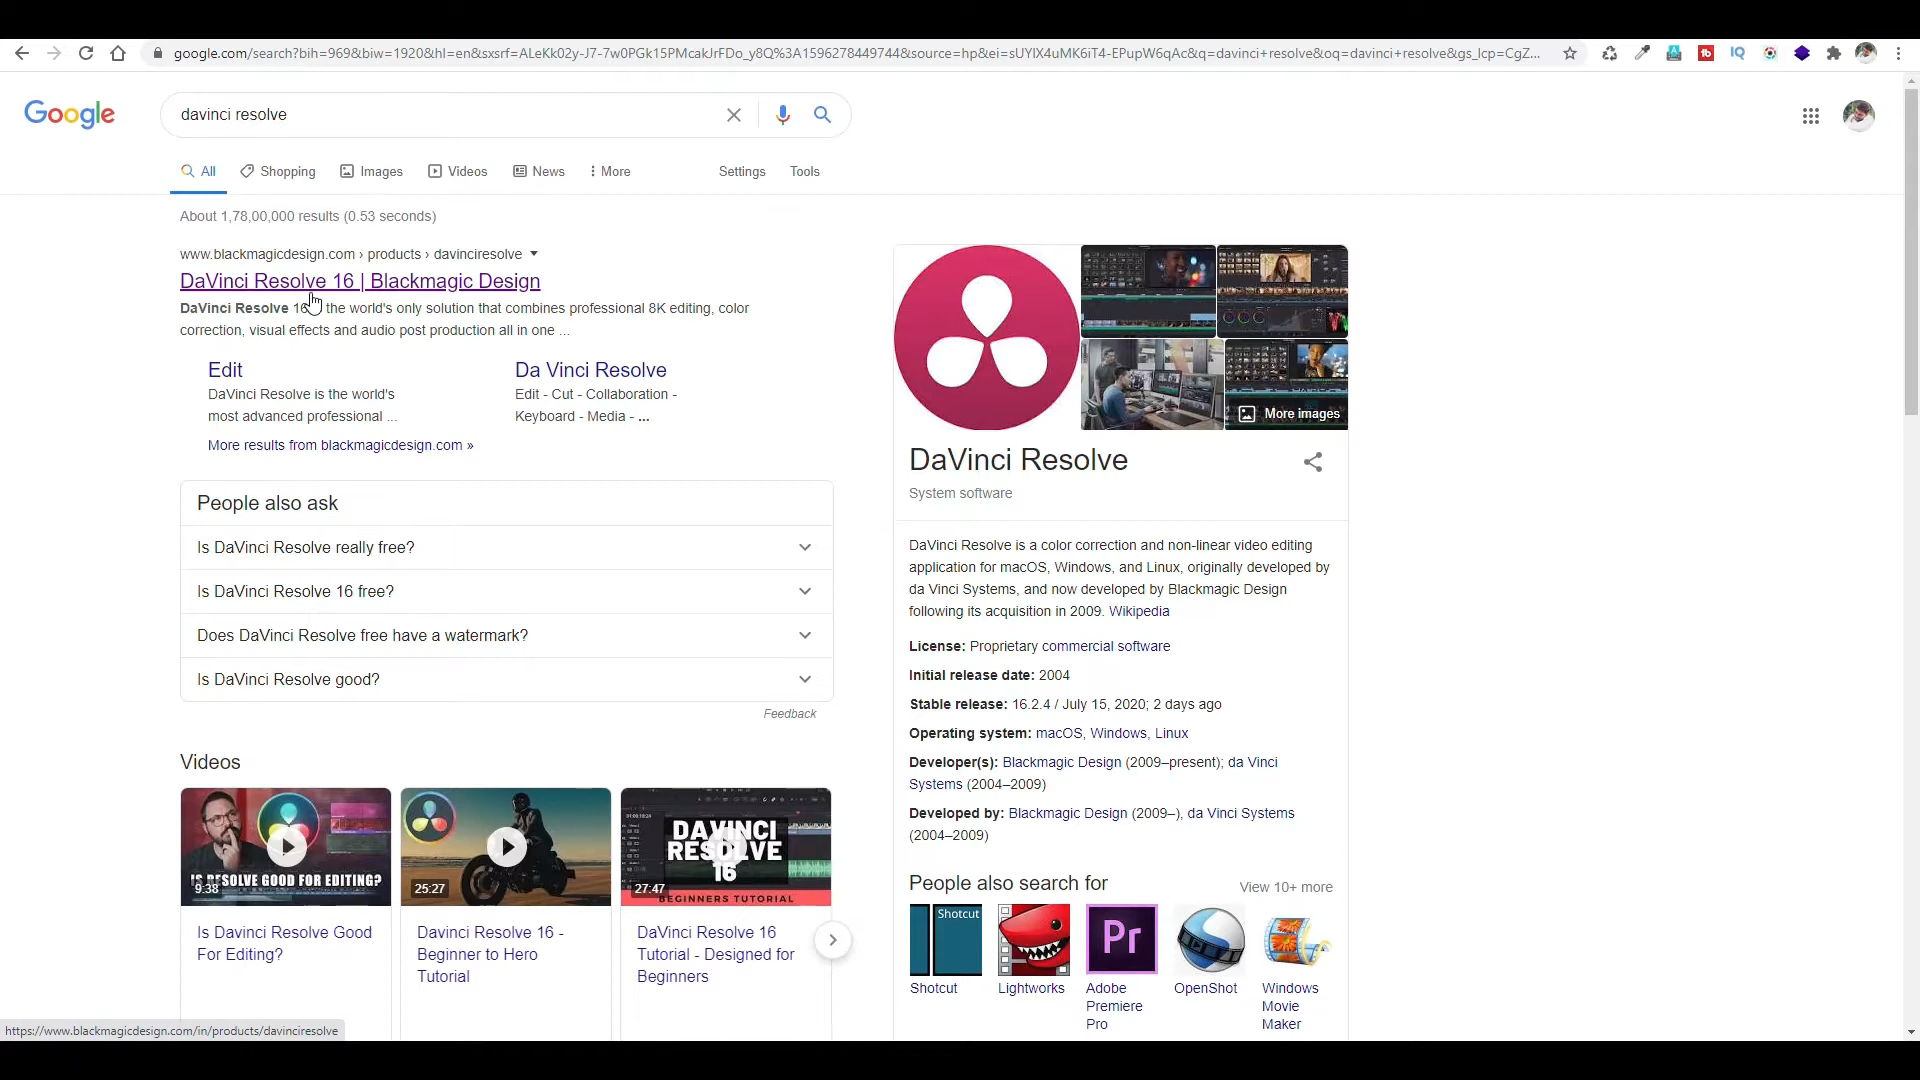 google.com/search?bih=969&biw=1920&hl=en&sxsrf=ALeKk02y-J7-7w0PGk15PMcakJrFDo_y8Q%3A1596278449744&source=hp&ei=sUYlX4uMK6iT4-EPupW6qAc&q=davinci+resolve&oq=davinci+resolve&gs_lcp=CgZ...
Google
davinci resolve
All
Shopping
Images
Videos
News
More
Settings
Tools
About 1,78,00,000 results (0.53 seconds)
www.blackmagicdesign.com › products › davinciresolve
DaVinci Resolve 16 | Blackmagic Design
DaVinci Resolve 16 the world's only solution that combines professional 8K editing, color
correction, visual effects and audio post production all in one ...
Edit
DaVinci Resolve is the world's
most advanced professional ...
Da Vinci Resolve
Edit - Cut - Collaboration -
Keyboard - Media - ...
More results from blackmagicdesign.com »
People also ask
Is DaVinci Resolve really free?
Is DaVinci Resolve 16 free?
Does DaVinci Resolve free have a watermark?
Is DaVinci Resolve good?
Feedback
Videos
IS RESOLVE GOOD FOR EDITING?
9:38
Is Davinci Resolve Good
For Editing?
25:27
Davinci Resolve 16 -
Beginner to Hero
Tutorial
DAVINCI
RESOLVE
16
27:47
BEGINNERS TUTORIAL
DaVinci Resolve 16
Tutorial - Designed for
Beginners
https://www.blackmagicdesign.com/in/products/davinciresolve
More images
DaVinci Resolve
System software
DaVinci Resolve is a color correction and non-linear video editing
application for macOS, Windows, and Linux, originally developed by
da Vinci Systems, and now developed by Blackmagic Design
following its acquisition in 2009. Wikipedia
License: Proprietary commercial software
Initial release date: 2004
Stable release: 16.2.4 / July 15, 2020; 2 days ago
Operating system: macOS, Windows, Linux
Developer(s): Blackmagic Design (2009–present); da Vinci
Systems (2004–2009)
Developed by: Blackmagic Design (2009–), da Vinci Systems
(2004–2009)
People also search for
View 10+ more
Shotcut
Pr
Shotcut
Lightworks
Adobe
Premiere
Pro
OpenShot
Windows
Movie
Maker